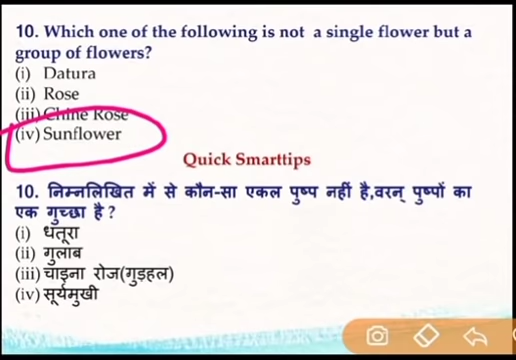 10. Which one of the following is not a single flower but a
group of flowers?
(i) Datura
(ii) Rose
(iii) Chine Rose
(iv) Sunflower
Quick Smarttips
10. निम्नलिखित में से कौन-सा एकल पुष्प नहीं है,वरन् पुष्पों का
एक गुच्छा है ?
(i) धतूरा
(ii) गुलाब
(iii) चाइना रोज(गुड़हल)
(iv) सूर्यमुखी